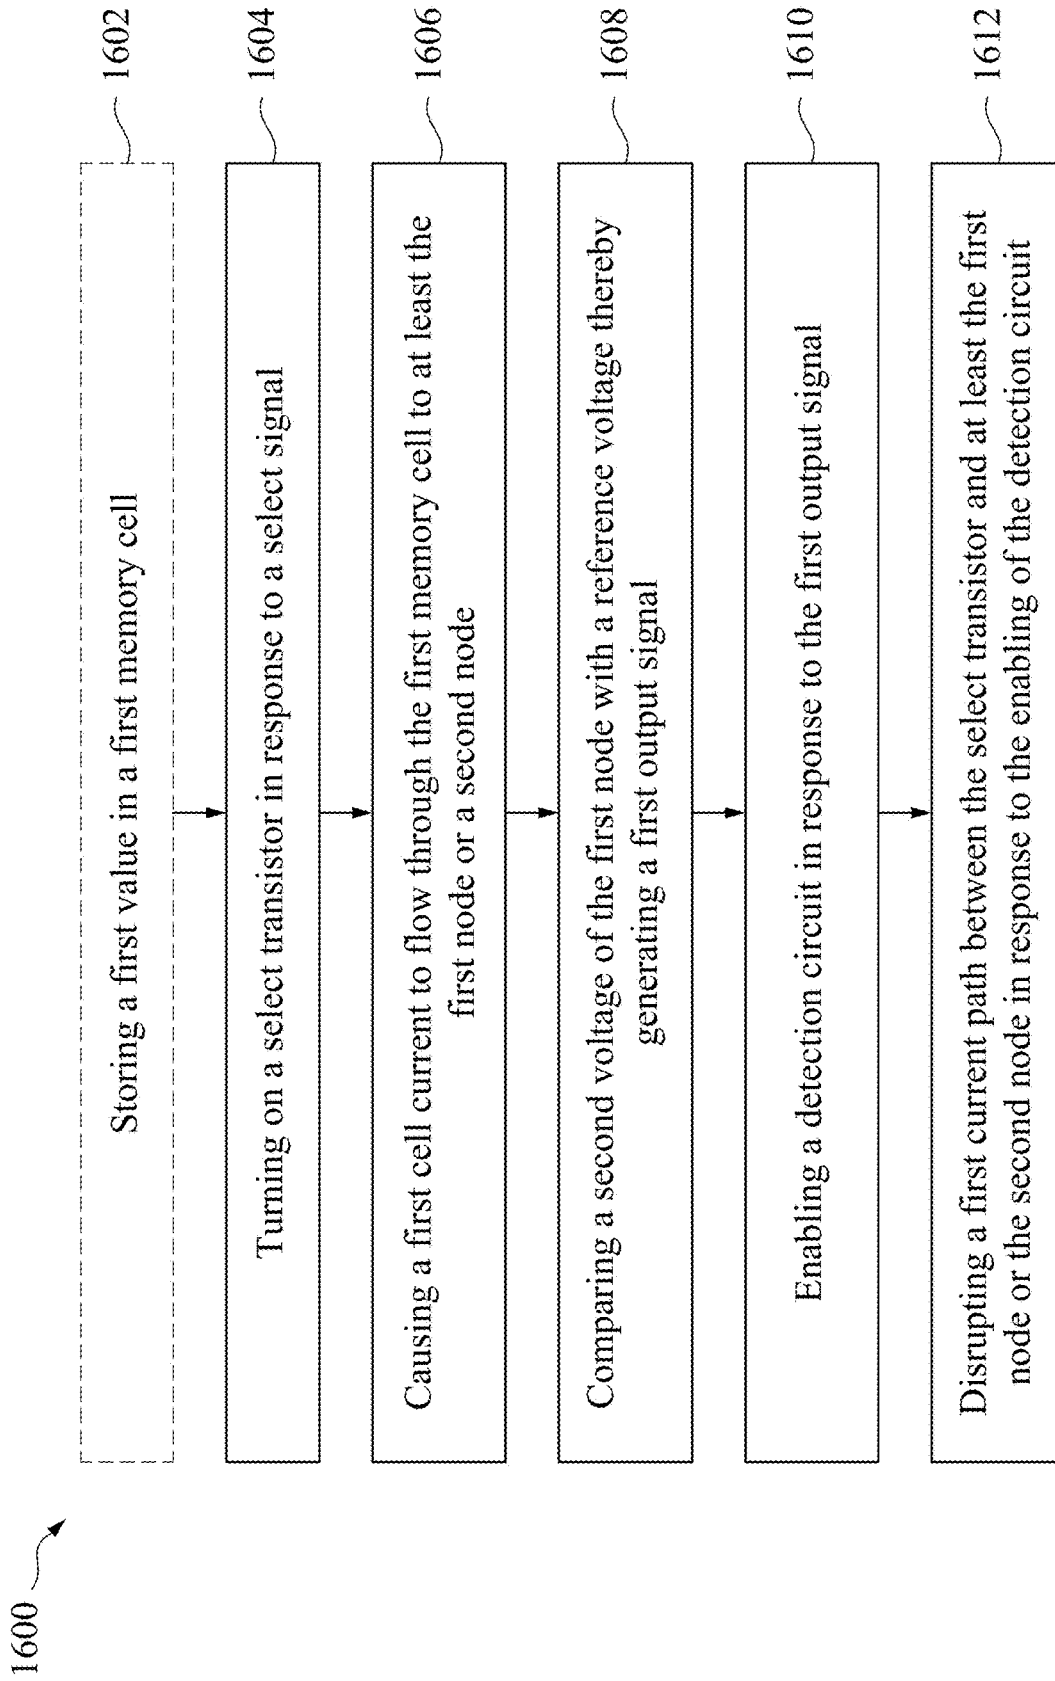 1600
Storing a first value in a first memory cell
1602
Turning on a select transistor in response to a select signal
1604
Causing a first cell current to flow through the first memory cell to at least the
first node or a second node
1606
Comparing a second voltage of the first node with a reference voltage thereby
generating a first output signal
1608
Enabling a detection circuit in response to the first output signal
1610
Disrupting a first current path between the select transistor and at least the first
node or the second node in response to the enabling of the detection circuit
1612